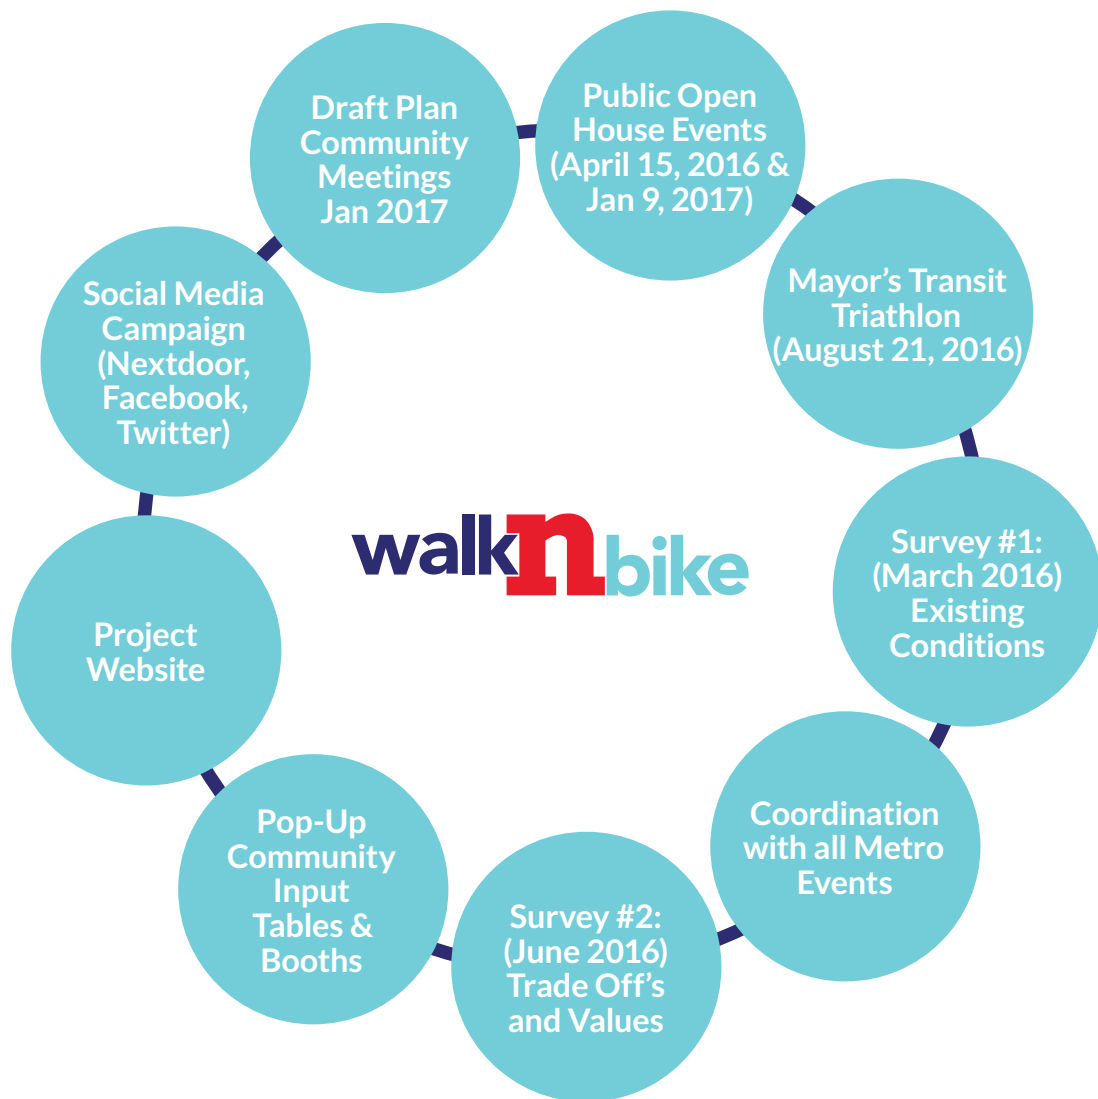 Draft Plan
Community
Meetings
Jan 2017
Public Open
House Events
(April 15, 2016 &
Jan 9, 2017)
Mayor’s Transit
Triathlon
(August 21, 2016)
Survey #1:
(March 2016)
Existing
Conditions
Coordination
with all Metro
Events
Survey #2:
(June 2016)
Trade Off’s
and Values
Pop-Up
Community
Input
Tables &
Booths
Project
Website
Social Media
Campaign
(Nextdoor,
Facebook,
Twitter)
walknbike